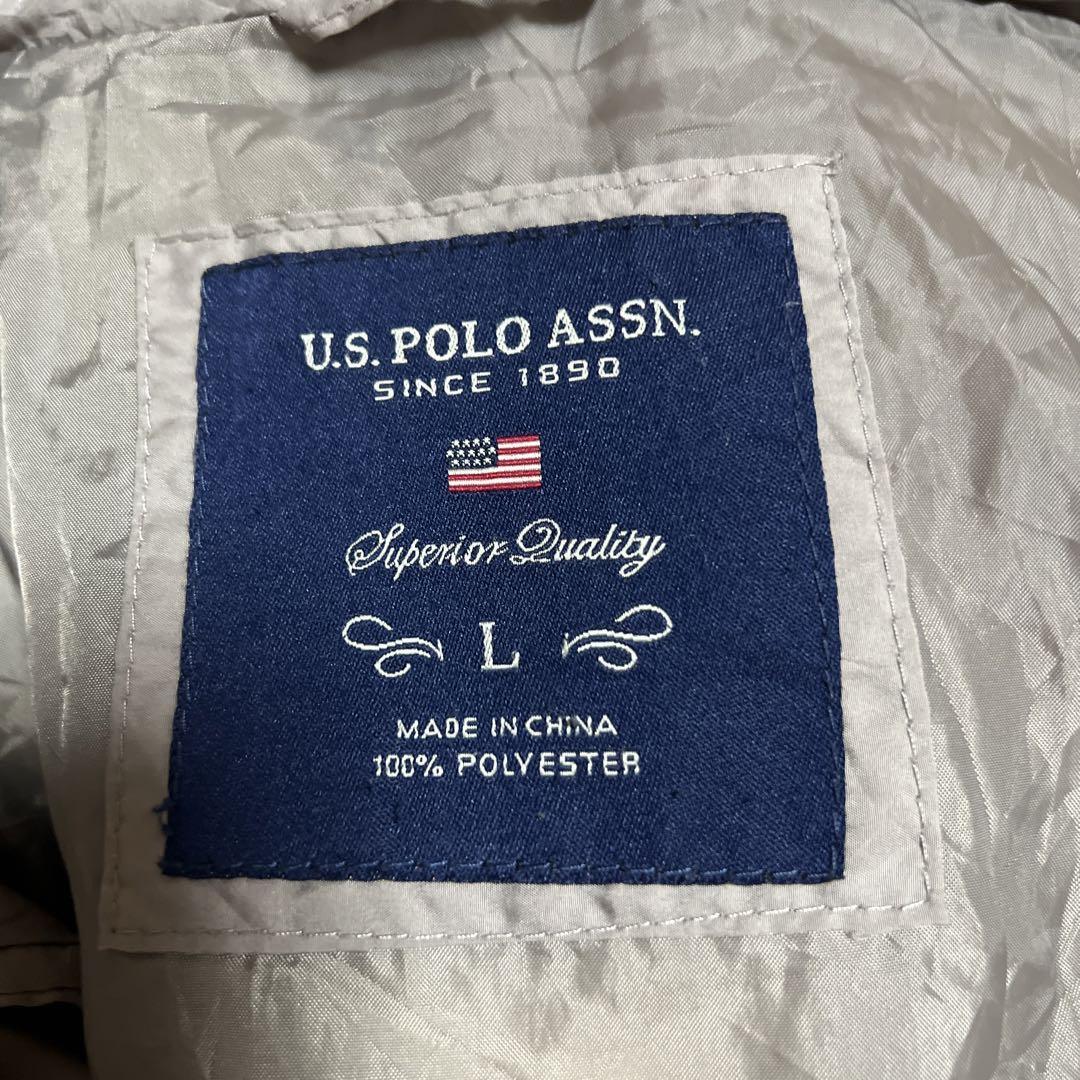 U.S. POLO ASSN.
SINCE 1890
Superior Quality
L
MADE IN CHINA
100% POLYESTER